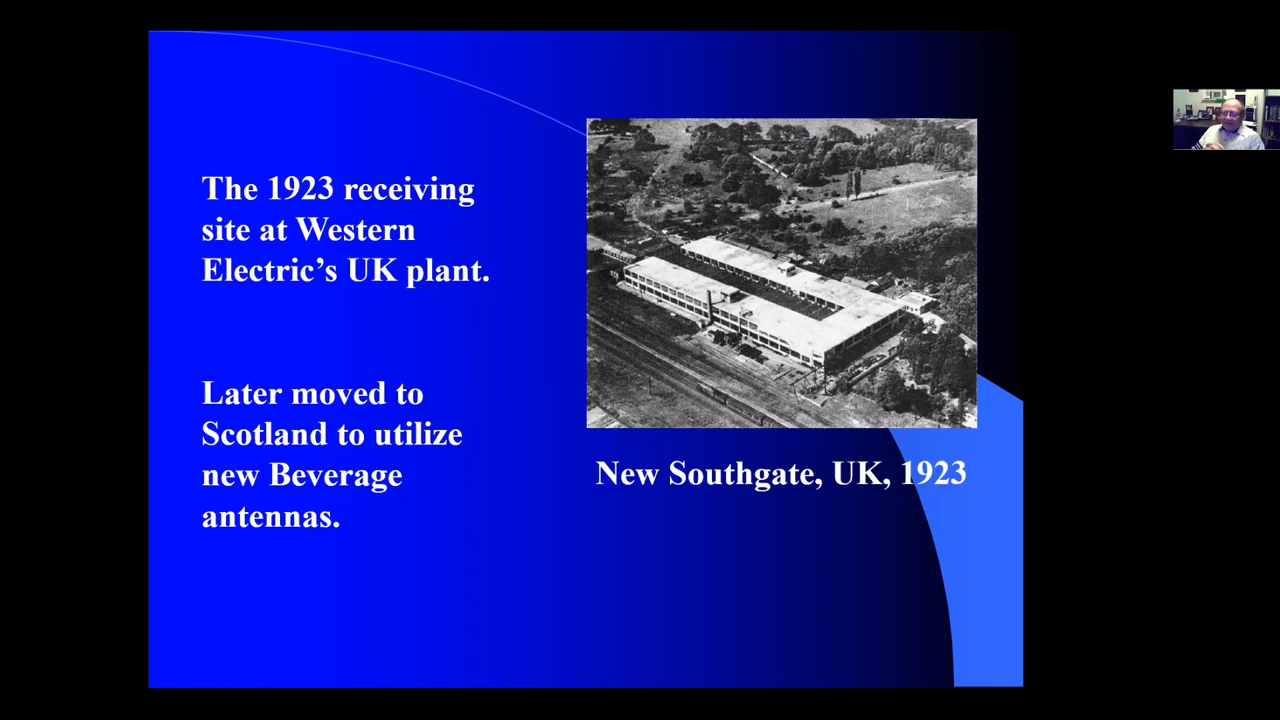 The 1923 receiving
site at Western
Electric’s UK plant.
Later moved to
Scotland to utilize
new Beverage
antennas.
New Southgate, UK, 1923